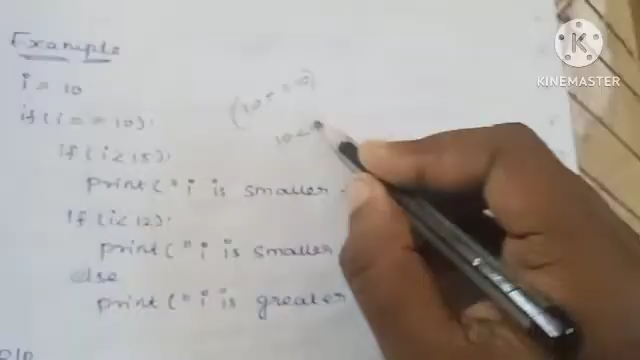 Example
i = 10
if (i == 10):
(10 == 10)
10 <
if (i < 15):
print ("i is smaller
if (i < 12):
print ("i is smaller
else
print ("i is greater
KINEMASTER